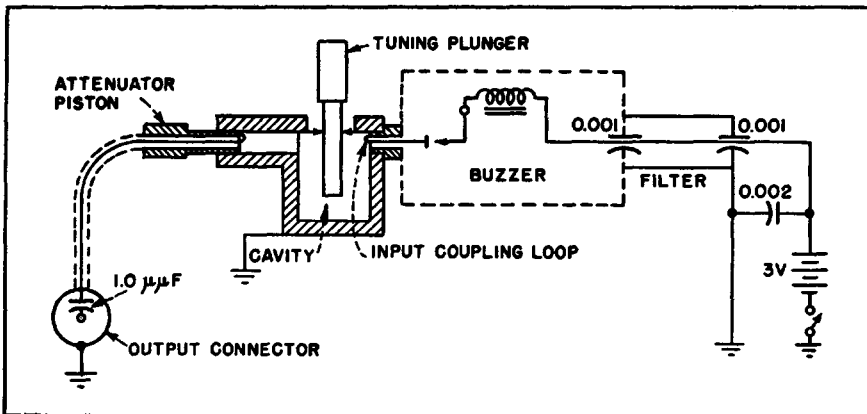 TUNING PLUNGER
ATTENUATOR
PISTON
0.001
0.001
BUZZER
FILTER
0.002
CAVITY
INPUT COUPLING LOOP
3V
1.0 μμF
OUTPUT CONNECTOR